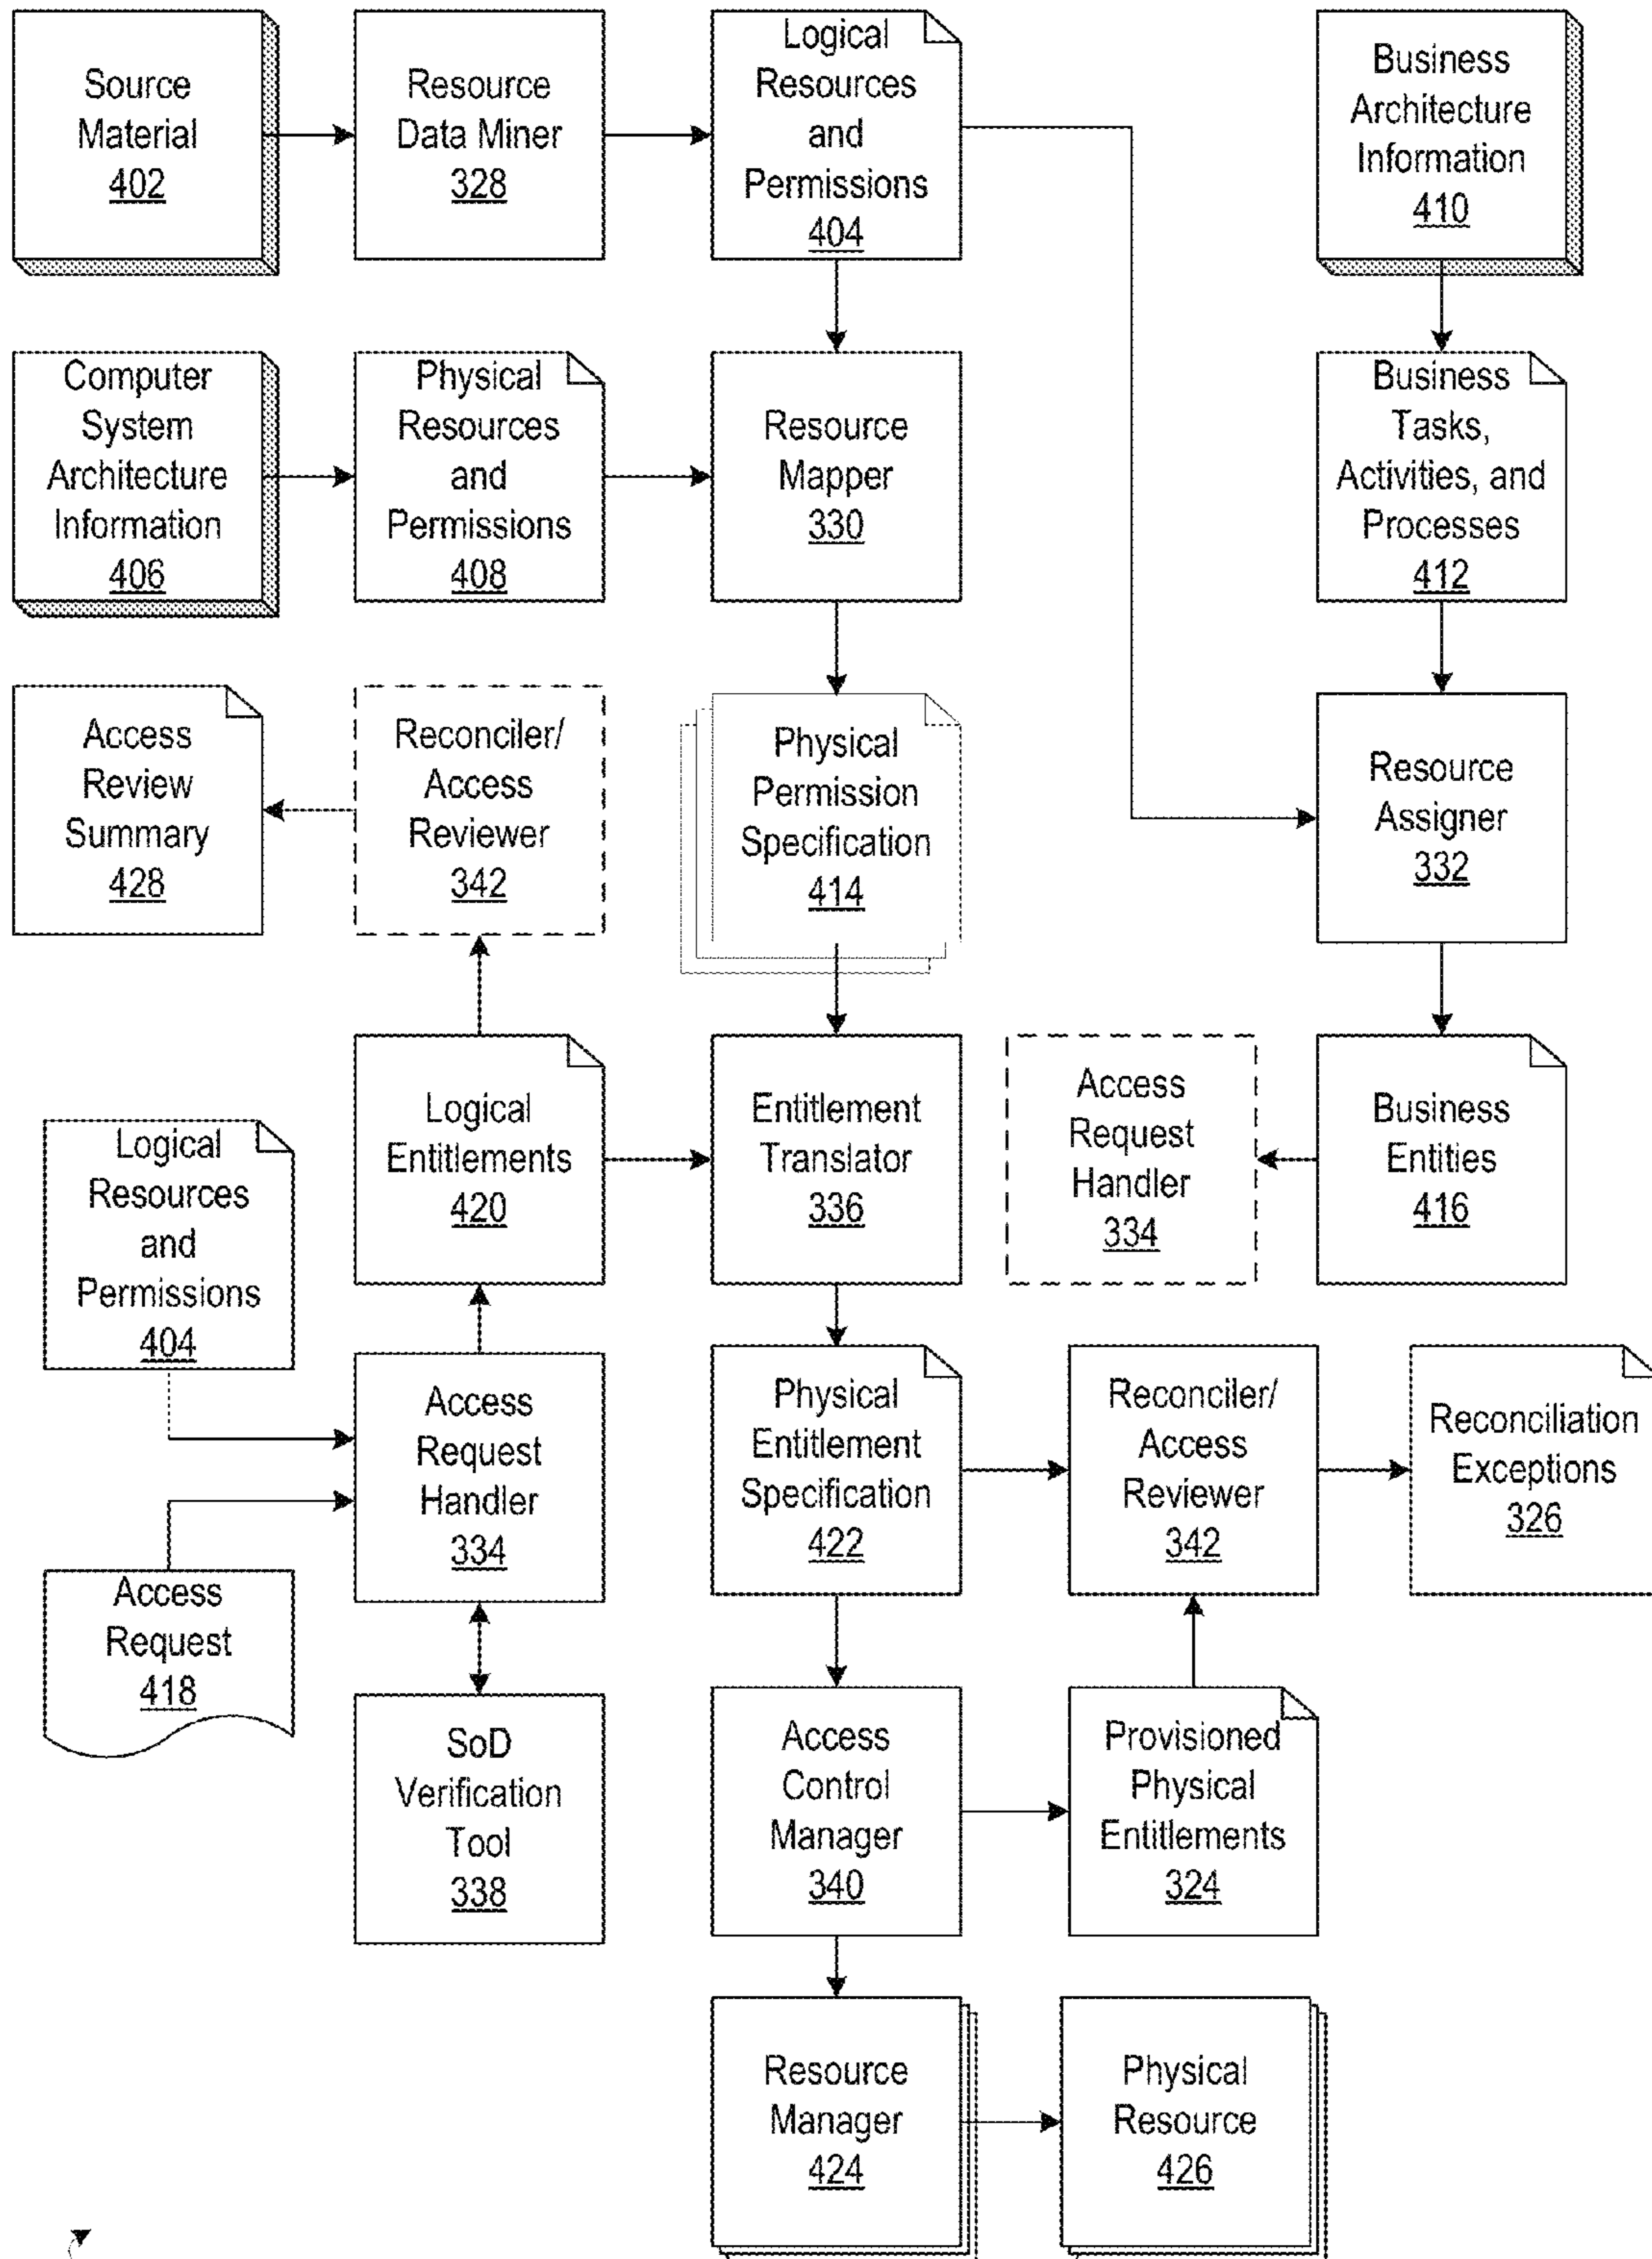 Source
Material
402
Resource
Data Miner
328
Logical
Resources
and
Permissions
404
Business
Architecture
Information
410
Computer
System
Architecture
Information
406
Physical
Resources
and
Permissions
408
Resource
Mapper
330
Business
Tasks,
Activities, and
Processes
412
Access
Review
Summary
428
Reconciler/
Access
Reviewer
342
Physical
Permission
Specification
414
Resource
Assigner
332
Logical
Resources
and
Permissions
404
Logical
Entitlements
420
Entitlement
Translator
336
Access
Request
Handler
334
Business
Entities
416
Access
Request
Handler
334
Physical
Entitlement
Specification
422
Reconciler/
Access
Reviewer
342
Reconciliation
Exceptions
326
Access
Request
418
SoD
Verification
Tool
338
Access
Control
Manager
340
Provisioned
Physical
Entitlements
324
Resource
Manager
424
Physical
Resource
426